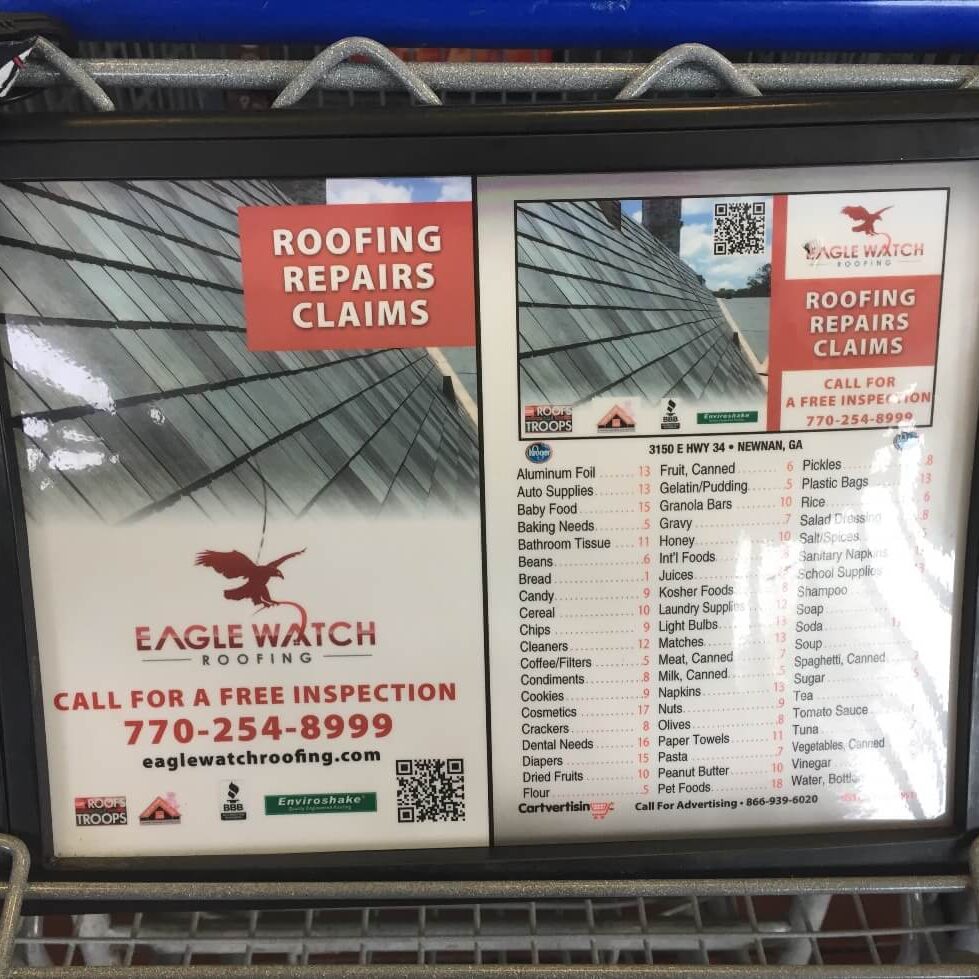 ROOFING
REPAIRS
CLAIMS
EAGLE WATCH
ROOFING
CALL FOR A FREE INSPECTION
770-254-8999
eaglewatchroofing.com
ROOFS
TROOPS
BBB
Enviroshake
EAGLE WATCH
ROOFING
ROOFING
REPAIRS
CLAIMS
CALL FOR
A FREE INSPECTION
770-254-8999
ROOFS
TROOPS
BBB
Enviroshake
Kroger
3150 E HWY 34 • NEWNAN, GA
Aluminum Foil 13
Auto Supplies 13
Baby Food 15
Baking Needs 5
Bathroom Tissue 11
Beans 6
Bread 1
Candy 9
Cereal 10
Chips 9
Cleaners 12
Coffee/Filters 5
Condiments 8
Cookies 9
Cosmetics 17
Crackers 8
Dental Needs 16
Diapers 15
Dried Fruits 10
Flour 5
Fruit, Canned 6
Gelatin/Pudding 5
Granola Bars 10
Gravy 7
Honey 10
Int'l Foods
Juices
Kosher Foods 8
Laundry Supplies 12
Light Bulbs 13
Matches 13
Meat, Canned 7
Milk, Canned 5
Napkins 13
Nuts 9
Olives 8
Paper Towels 11
Pasta 7
Peanut Butter 10
Pet Foods 18
Pickles 8
Plastic Bags 13
Rice 6
Salad Dressing 8
Salt/Spices
Sanitary Napkins
School Supplies
Shampoo
Soap
Soda
Soup
Spaghetti, Canned
Sugar
Tea
Tomato Sauce
Tuna
Vegetables, Canned
Vinegar
Water, Bottle
Cartvertising
Call For Advertising • 866-939-6020